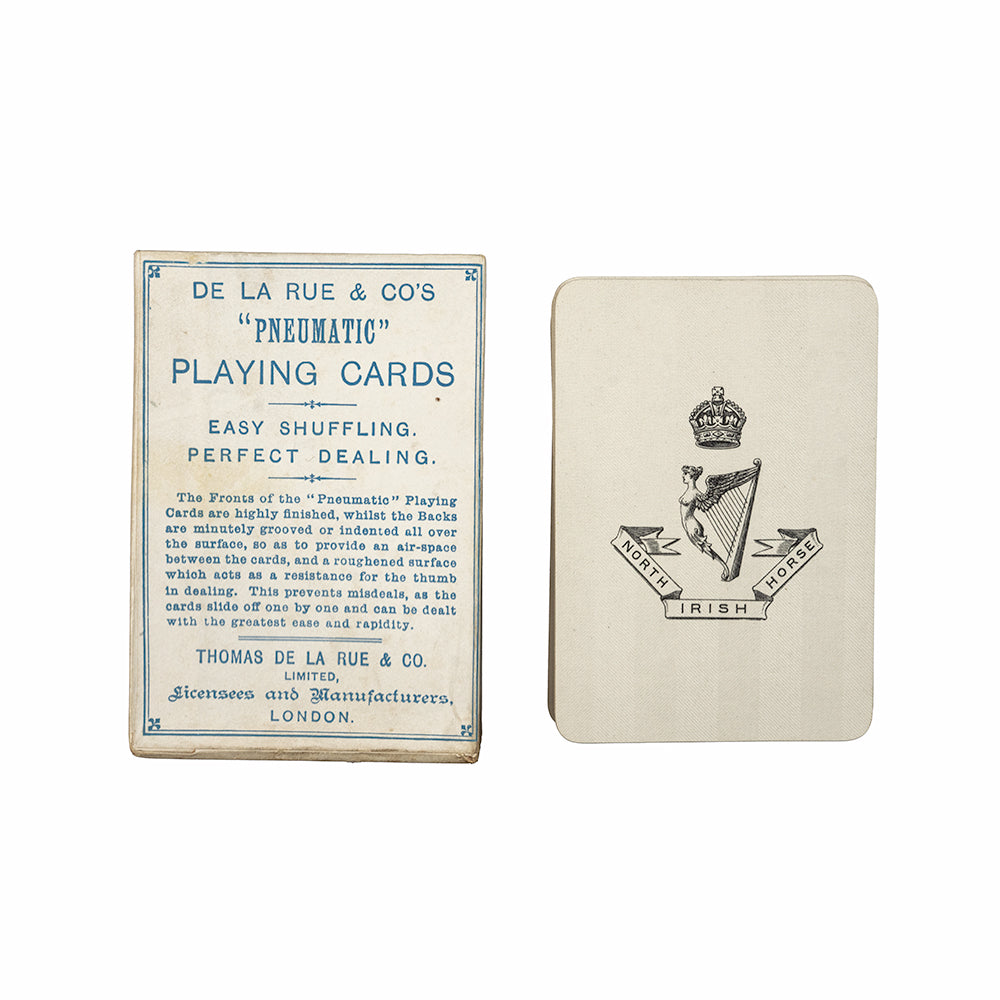 DE LA RUE & CO'S
"PNEUMATIC"
PLAYING CARDS
EASY SHUFFLING.
PERFECT DEALING.
The Fronts of the "Pneumatic" Playing
Cards are highly finished, whilst the Backs
are minutely grooved or indented all over
the surface, so as to provide an air-space
between the cards, and a roughened surface
which acts as a resistance for the thumb
in dealing. This prevents misdeals, as the
cards slide off one by one and can be dealt
with the greatest ease and rapidity.
THOMAS DE LA RUE & CO.
LIMITED,
Licensees and Manufacturers,
LONDON.
NORTH
IRISH
HORSE